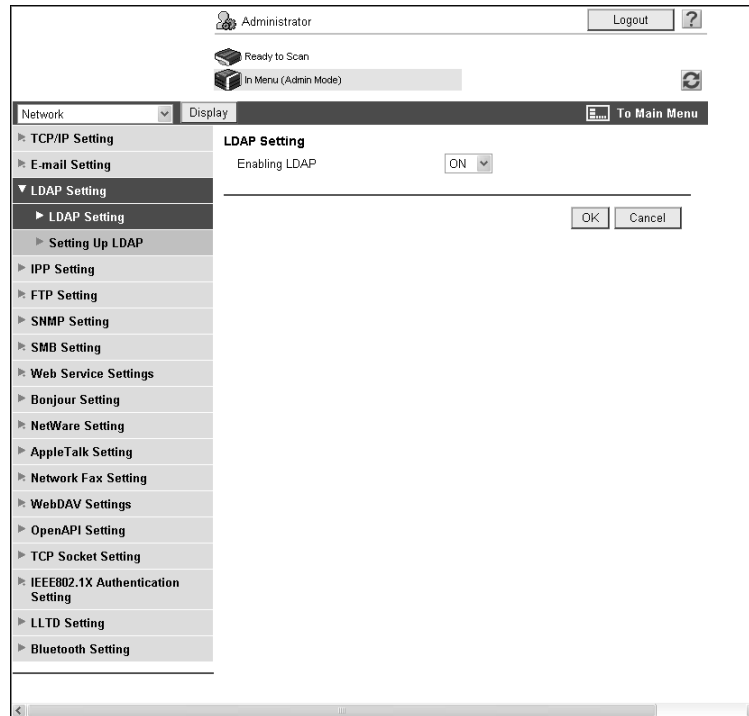 Administrator
Logout
?
Ready to Scan
In Menu (Admin Mode)
Network
Display
To Main Menu
TCP/IP Setting
E-mail Setting
LDAP Setting
LDAP Setting
Setting Up LDAP
IPP Setting
FTP Setting
SNMP Setting
SMB Setting
Web Service Settings
Bonjour Setting
NetWare Setting
AppleTalk Setting
Network Fax Setting
WebDAV Settings
OpenAPI Setting
TCP Socket Setting
IEEE802.1X Authentication
Setting
LLTD Setting
Bluetooth Setting
LDAP Setting
Enabling LDAP ON
OK Cancel